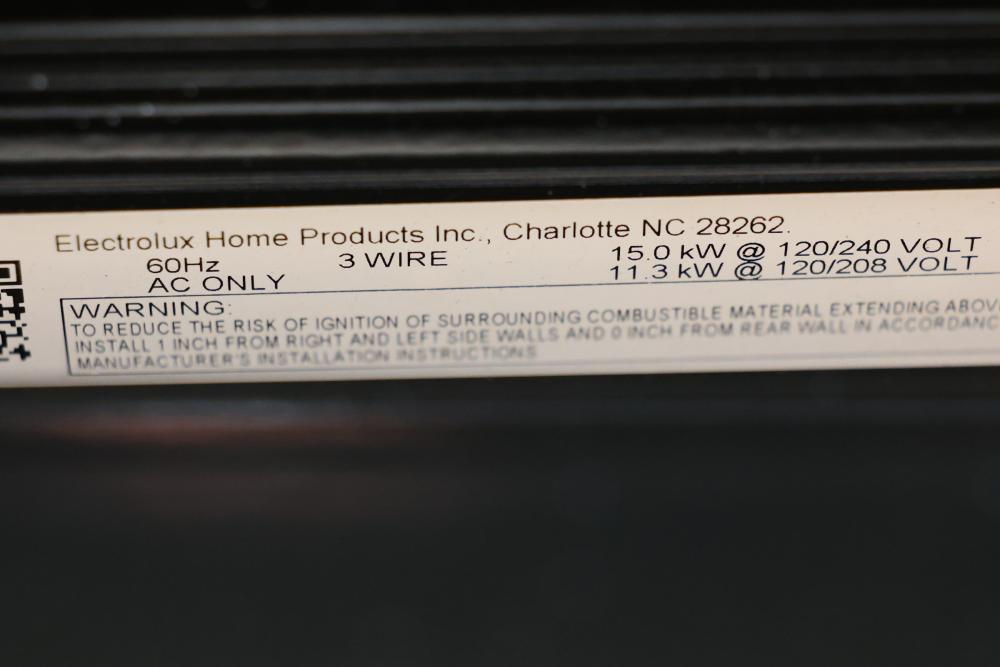 Electrolux Home Products Inc., Charlotte NC 28262.
60Hz 3 WIRE 15.0 kW @ 120/240 VOLT
AC ONLY 11.3 kW @ 120/208 VOLT
WARNING:
TO REDUCE THE RISK OF IGNITION OF SURROUNDING COMBUSTIBLE MATERIAL EXTENDING ABOV
INSTALL 1 INCH FROM RIGHT AND LEFT SIDE WALLS AND 0 INCH FROM REAR WALL IN ACCORDANC
MANUFACTURER'S INSTALLATION INSTRUCTIONS